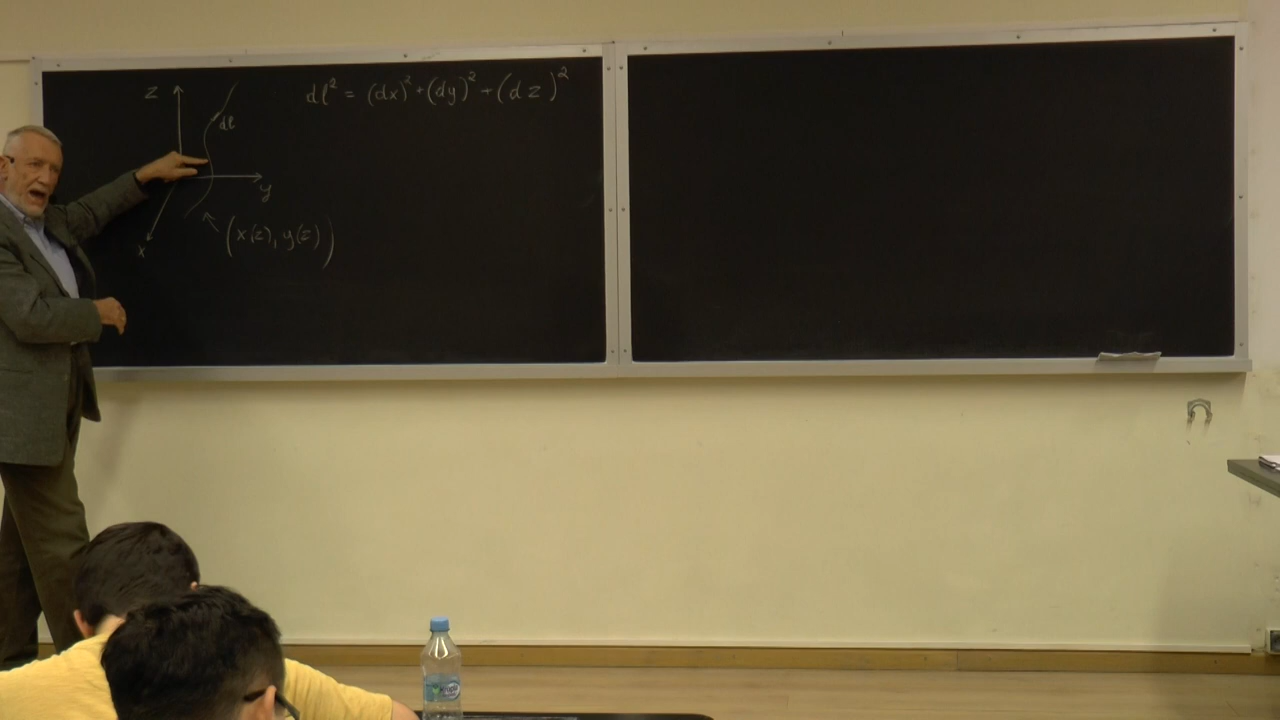 z
dl
y
x
(x(z), y(z))
dl² = (dx)² + (dy)² + (dz)²